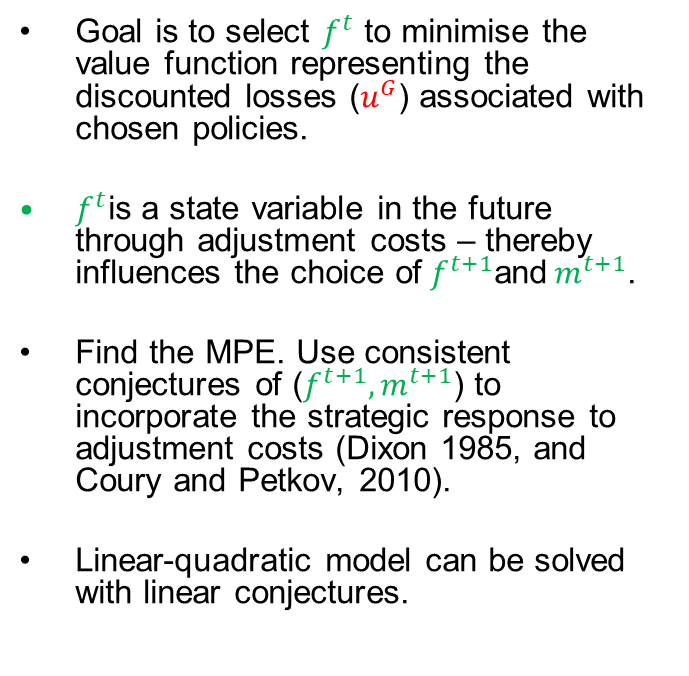 • Goal is to select f^t to minimise the
value function representing the
discounted losses (u^G) associated with
chosen policies.
• f^t is a state variable in the future
through adjustment costs – thereby
influences the choice of f^{t+1} and m^{t+1}.
• Find the MPE. Use consistent
conjectures of (f^{t+1}, m^{t+1}) to
incorporate the strategic response to
adjustment costs (Dixon 1985, and
Coury and Petkov, 2010).
• Linear-quadratic model can be solved
with linear conjectures.